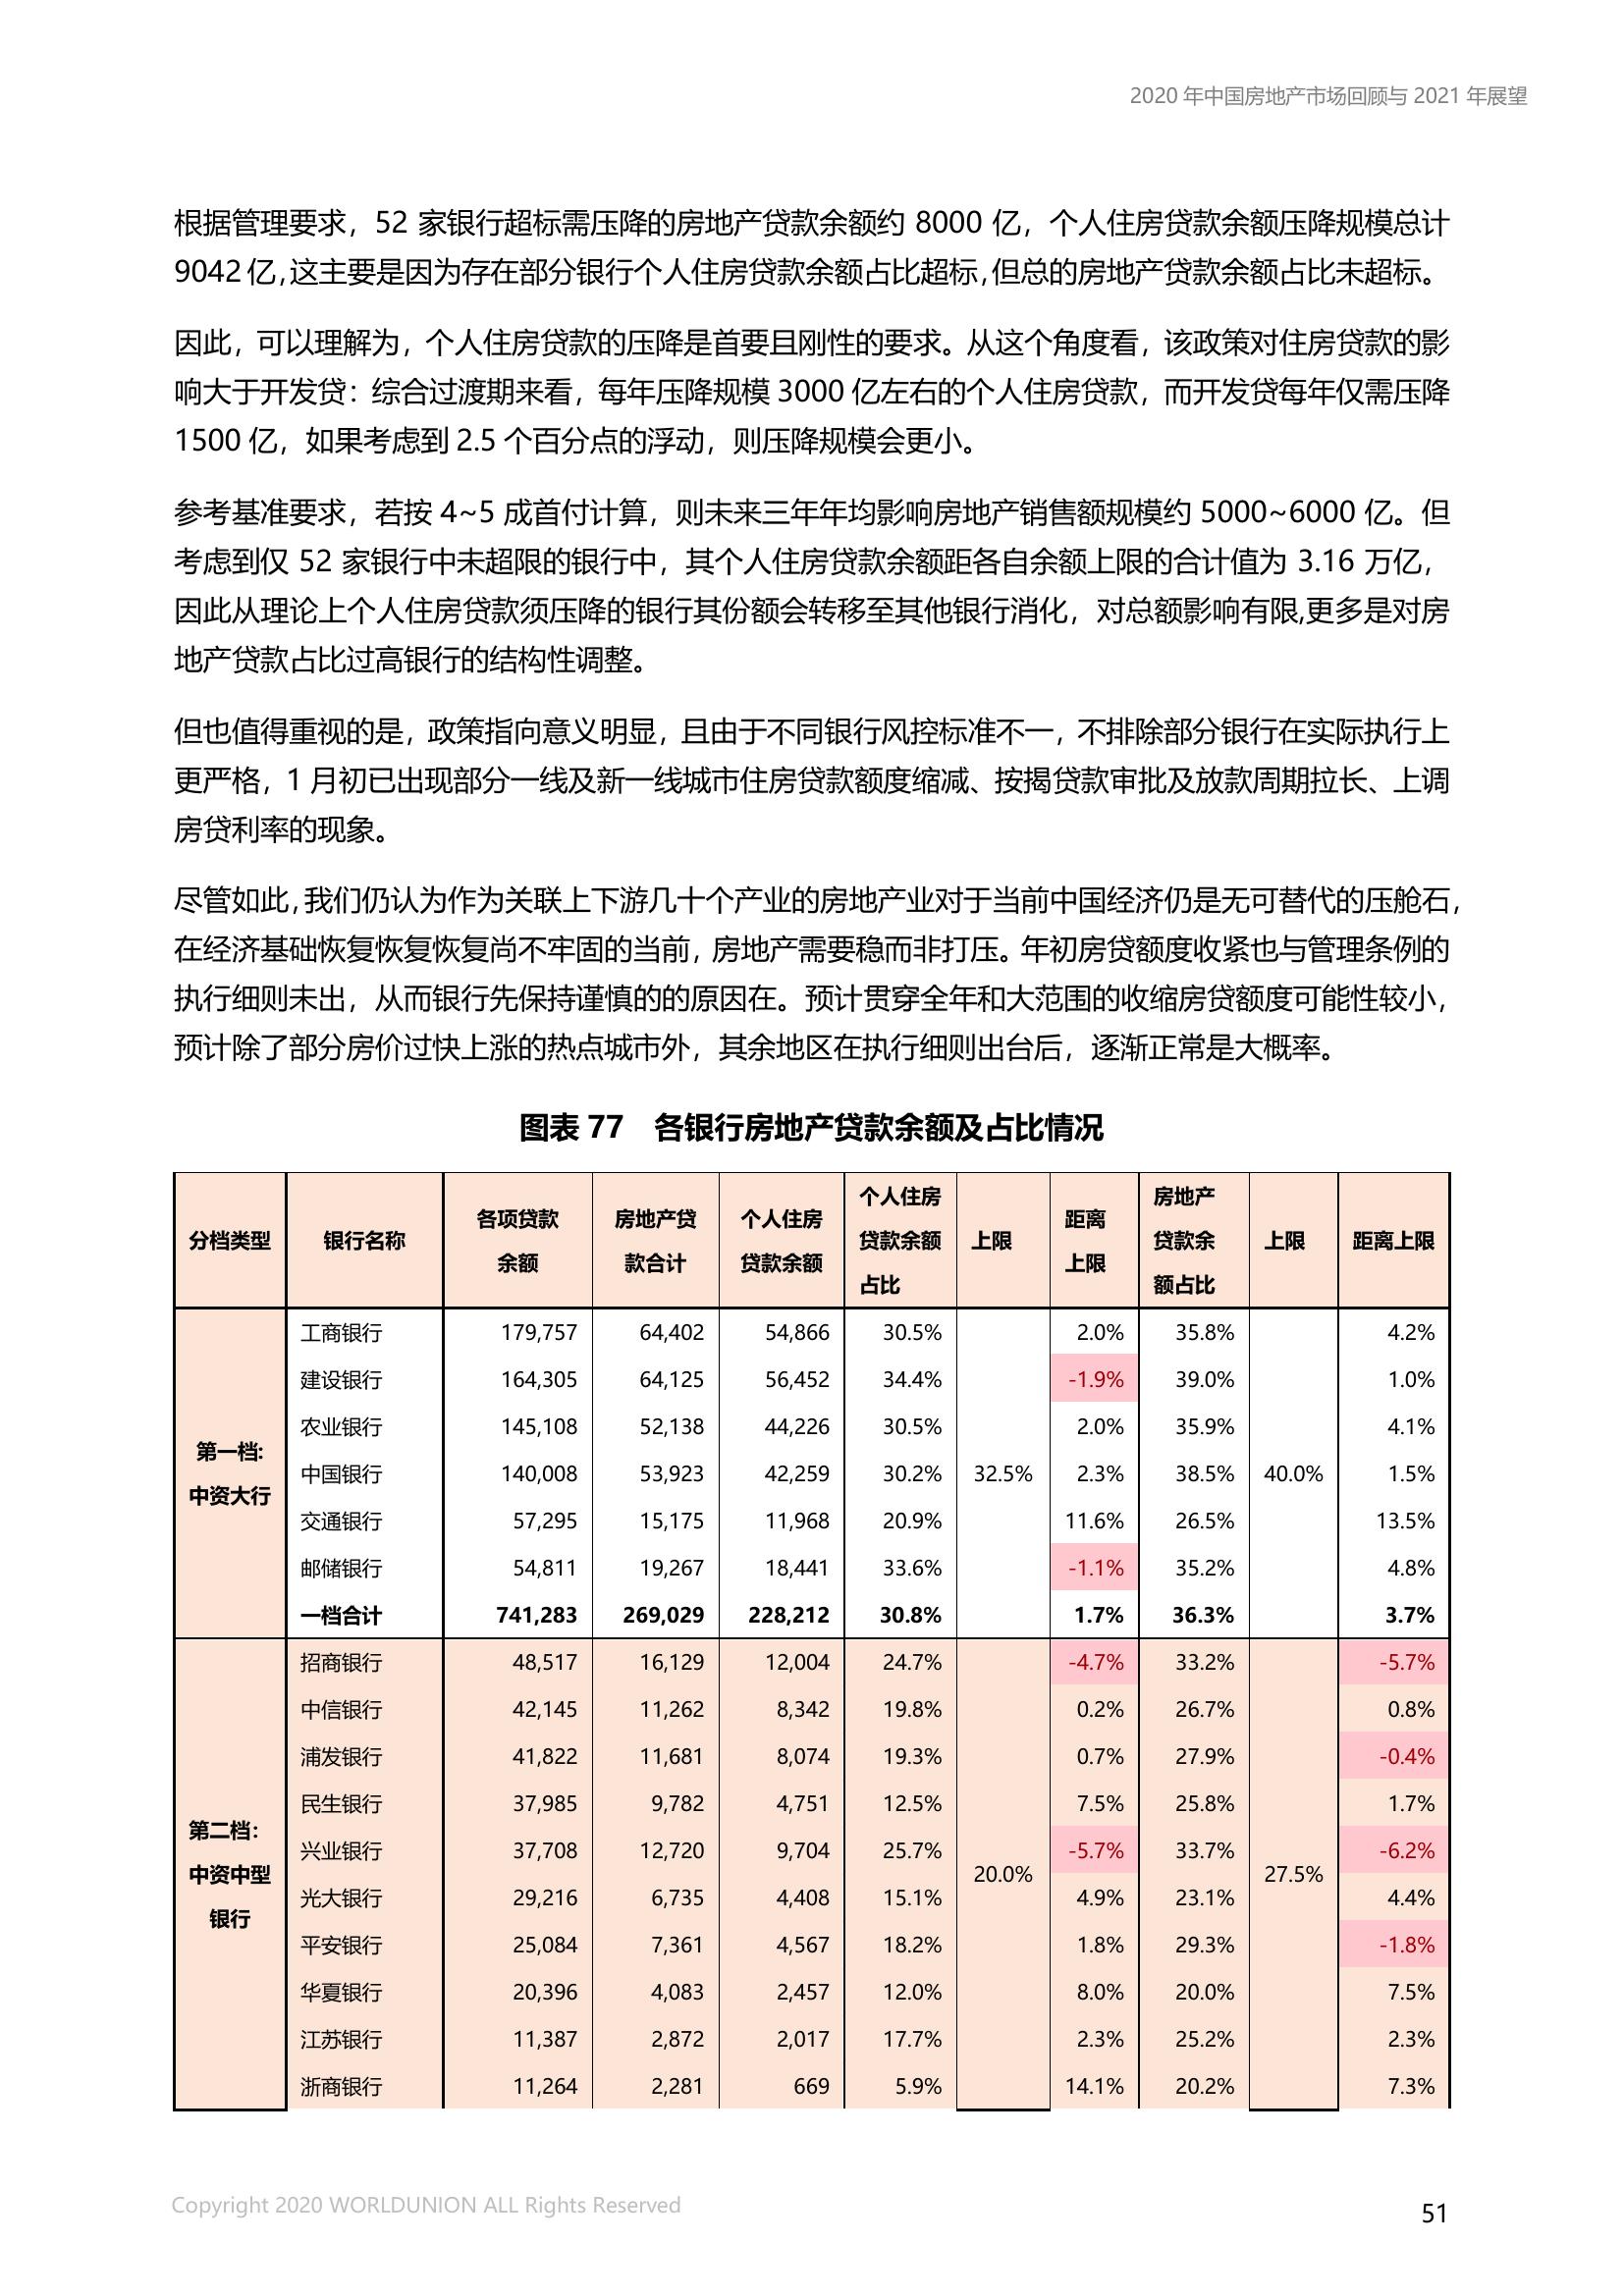 2020 年中国房地产市场回顾与 2021 年展望
根据管理要求，52 家银行超标需压降的房地产贷款余额约 8000 亿，个人住房贷款余额压降规模总计
9042 亿，这主要是因为存在部分银行个人住房贷款余额占比超标，但总的房地产贷款余额占比未超标。
因此，可以理解为，个人住房贷款的压降是首要且刚性的要求。从这个角度看，该政策对住房贷款的影
响大于开发贷：综合过渡期来看，每年压降规模 3000 亿左右的个人住房贷款，而开发贷每年仅需压降
1500 亿，如果考虑到 2.5 个百分点的浮动，则压降规模会更小。
参考基准要求，若按 4~5 成首付计算，则未来三年年均影响房地产销售额规模约 5000~6000 亿。但
考虑到仅 52 家银行中未超限的银行中，其个人住房贷款余额距各自余额上限的合计值为 3.16 万亿，
因此从理论上个人住房贷款须压降的银行其份额会转移至其他银行消化，对总额影响有限,更多是对房
地产贷款占比过高银行的结构性调整。
但也值得重视的是，政策指向意义明显，且由于不同银行风控标准不一，不排除部分银行在实际执行上
更严格，1 月初已出现部分一线及新一线城市住房贷款额度缩减、按揭贷款审批及放款周期拉长、上调
房贷利率的现象。
尽管如此，我们仍认为作为关联上下游几十个产业的房地产业对于当前中国经济仍是无可替代的压舱石，
在经济基础恢复恢复恢复尚不牢固的当前，房地产需要稳而非打压。年初房贷额度收紧也与管理条例的
执行细则未出，从而银行先保持谨慎的的原因在。预计贯穿全年和大范围的收缩房贷额度可能性较小，
预计除了部分房价过快上涨的热点城市外，其余地区在执行细则出台后，逐渐正常是大概率。
图表 77 各银行房地产贷款余额及占比情况
分档类型 银行名称 各项贷款余额 房地产贷款合计 个人住房贷款余额 个人住房贷款余额占比 上限 距离上限 房地产贷款余额占比 上限 距离上限
第一档:中资大行 32.5% 40.0%
工商银行 179,757 64,402 54,866 30.5% 2.0% 35.8% 4.2%
建设银行 164,305 64,125 56,452 34.4% -1.9% 39.0% 1.0%
农业银行 145,108 52,138 44,226 30.5% 2.0% 35.9% 4.1%
中国银行 140,008 53,923 42,259 30.2% 2.3% 38.5% 1.5%
交通银行 57,295 15,175 11,968 20.9% 11.6% 26.5% 13.5%
邮储银行 54,811 19,267 18,441 33.6% -1.1% 35.2% 4.8%
一档合计 741,283 269,029 228,212 30.8% 1.7% 36.3% 3.7%
第二档：中资中型银行 20.0% 27.5%
招商银行 48,517 16,129 12,004 24.7% -4.7% 33.2% -5.7%
中信银行 42,145 11,262 8,342 19.8% 0.2% 26.7% 0.8%
浦发银行 41,822 11,681 8,074 19.3% 0.7% 27.9% -0.4%
民生银行 37,985 9,782 4,751 12.5% 7.5% 25.8% 1.7%
兴业银行 37,708 12,720 9,704 25.7% -5.7% 33.7% -6.2%
光大银行 29,216 6,735 4,408 15.1% 4.9% 23.1% 4.4%
平安银行 25,084 7,361 4,567 18.2% 1.8% 29.3% -1.8%
华夏银行 20,396 4,083 2,457 12.0% 8.0% 20.0% 7.5%
江苏银行 11,387 2,872 2,017 17.7% 2.3% 25.2% 2.3%
浙商银行 11,264 2,281 669 5.9% 14.1% 20.2% 7.3%
Copyright 2020 WORLDUNION ALL Rights Reserved
51